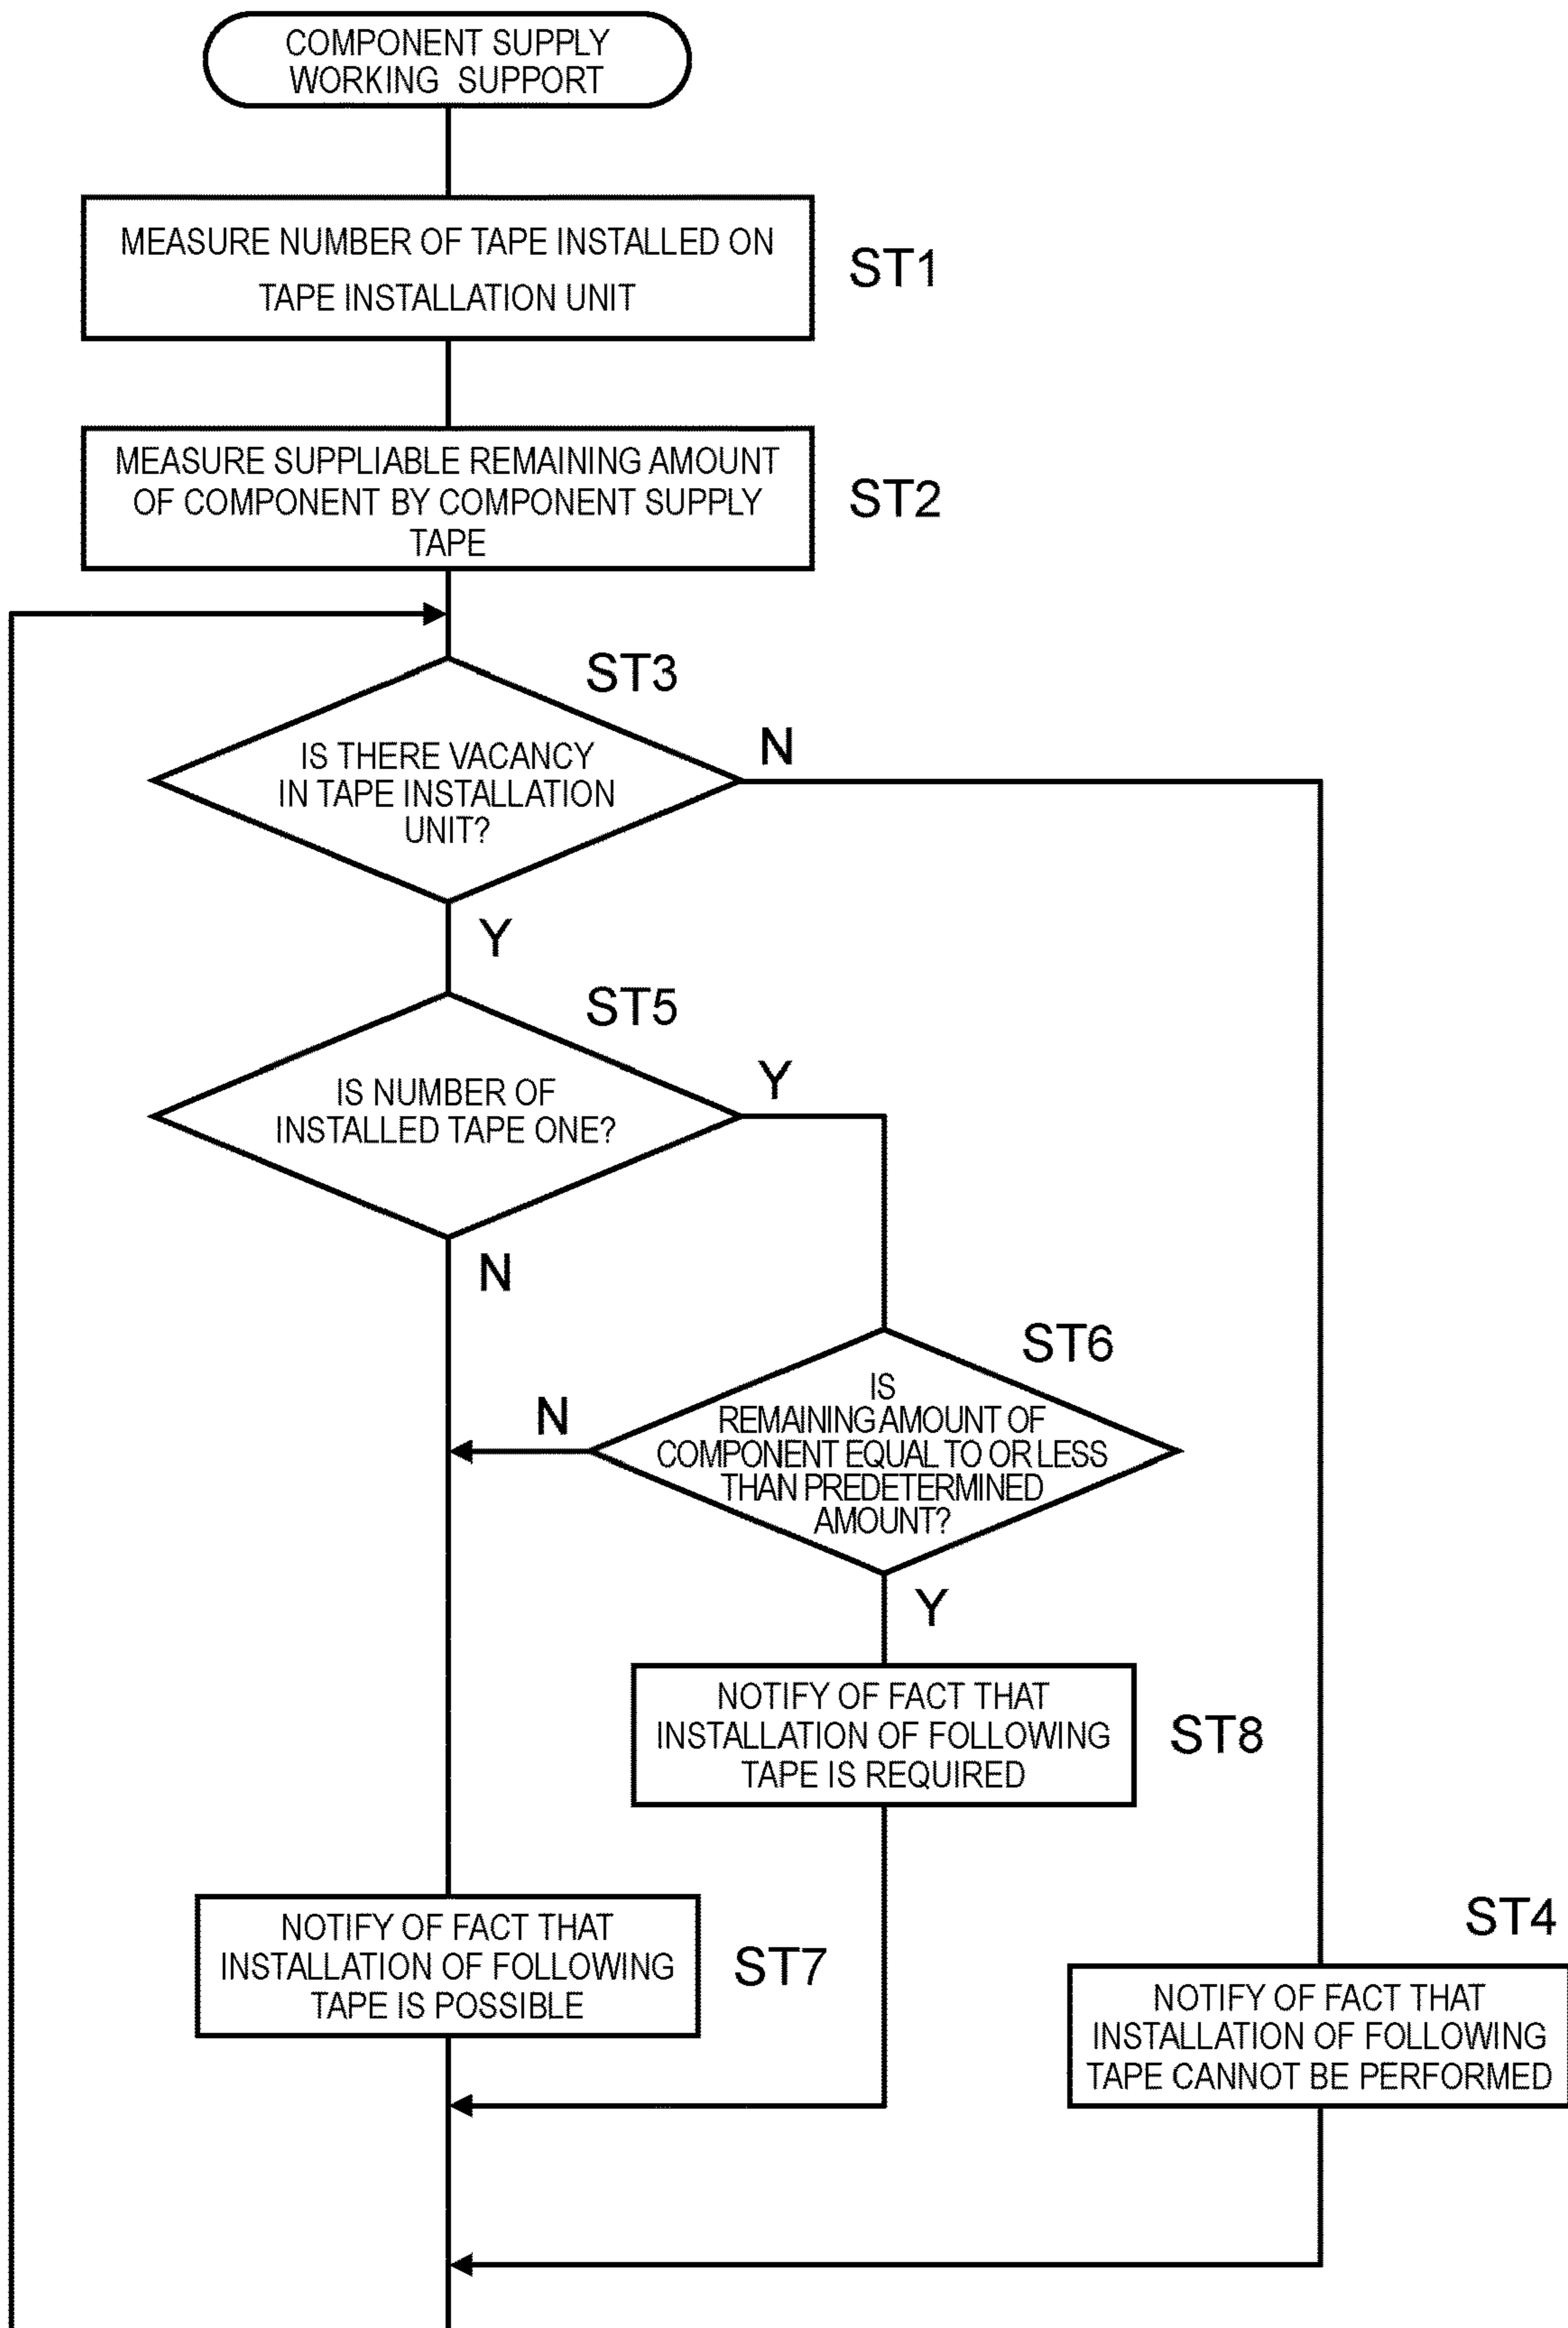 COMPONENT SUPPLY
WORKING SUPPORT
MEASURE NUMBER OF TAPE INSTALLED ON
TAPE INSTALLATION UNIT
ST1
MEASURE SUPPLIABLE REMAINING AMOUNT
OF COMPONENT BY COMPONENT SUPPLY
TAPE
ST2
ST3
IS THERE VACANCY
IN TAPE INSTALLATION
UNIT?
N
Y
ST5
IS NUMBER OF
INSTALLED TAPE ONE?
Y
N
ST6
IS
REMAINING AMOUNT OF
COMPONENT EQUAL TO OR LESS
THAN PREDETERMINED
AMOUNT?
N
Y
NOTIFY OF FACT THAT
INSTALLATION OF FOLLOWING
TAPE IS REQUIRED
ST8
NOTIFY OF FACT THAT
INSTALLATION OF FOLLOWING
TAPE IS POSSIBLE
ST7
ST4
NOTIFY OF FACT THAT
INSTALLATION OF FOLLOWING
TAPE CANNOT BE PERFORMED